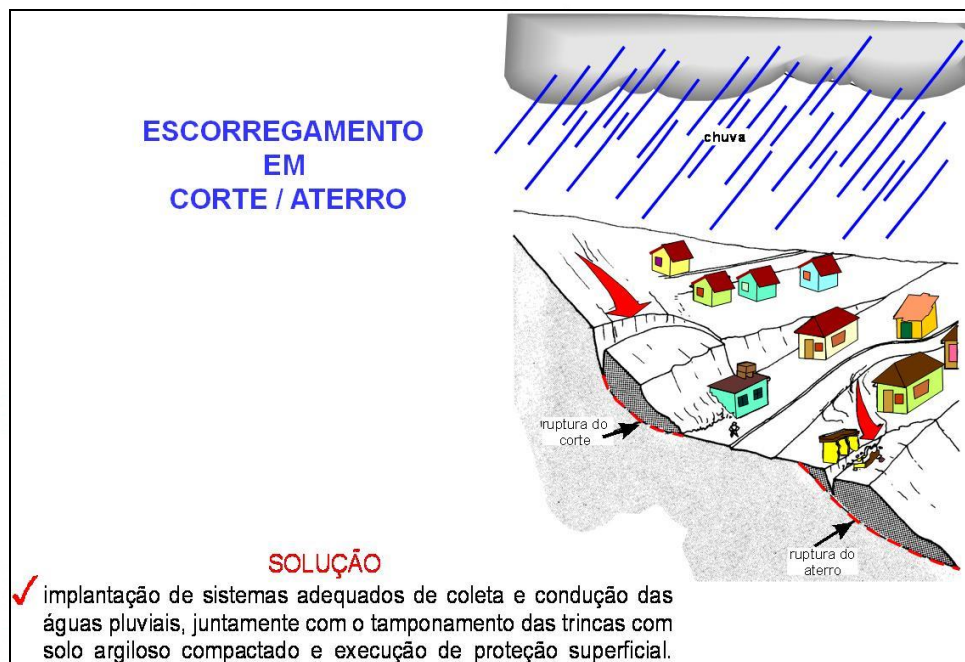 ESCORREGAMENTO
EM
CORTE / ATERRO
chuva
ruptura do
corte
ruptura do
aterro
SOLUÇÃO
implantação de sistemas adequados de coleta e condução das
águas pluviais, juntamente com o tamponamento das trincas com
solo argiloso compactado e execução de proteção superficial.